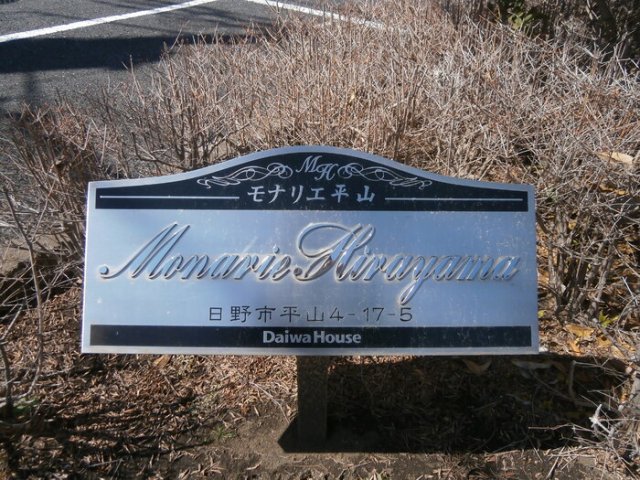 MH
モナリエ平山
Monarie Hirayama
日野市平山4-17-5
Daiwa House